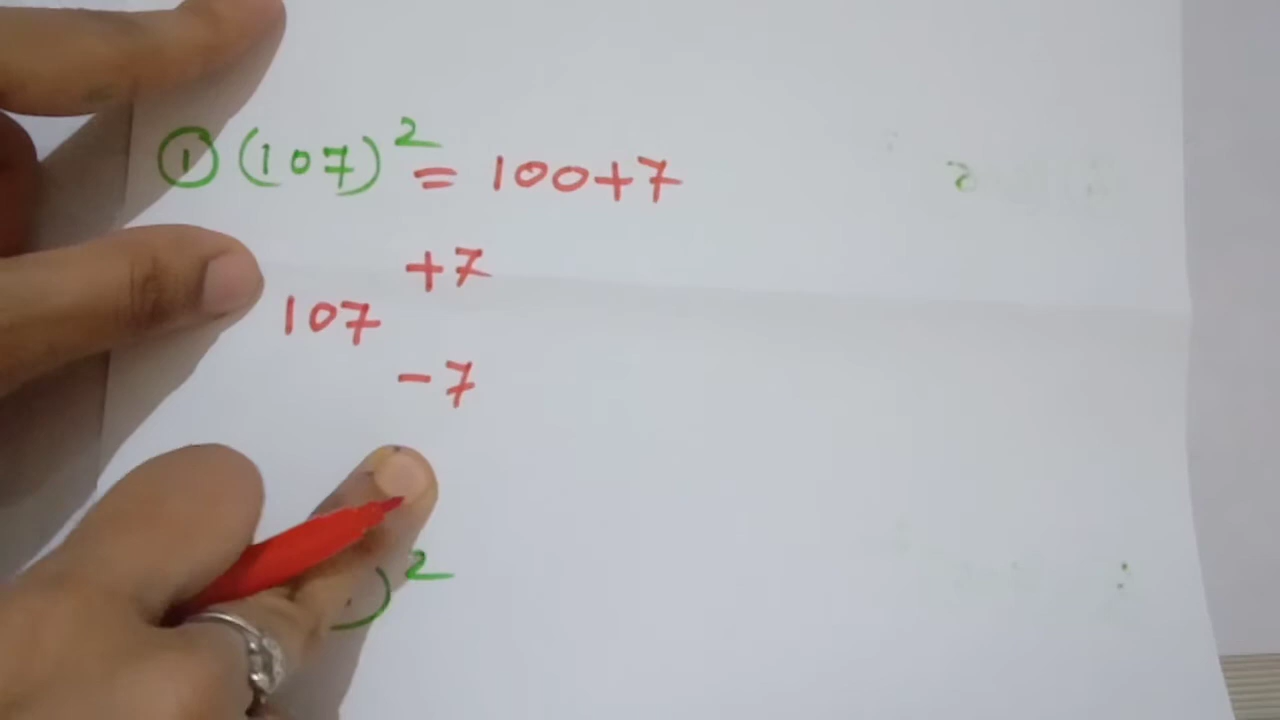 ① (107)² = 100+7
+7
107
-7
)²